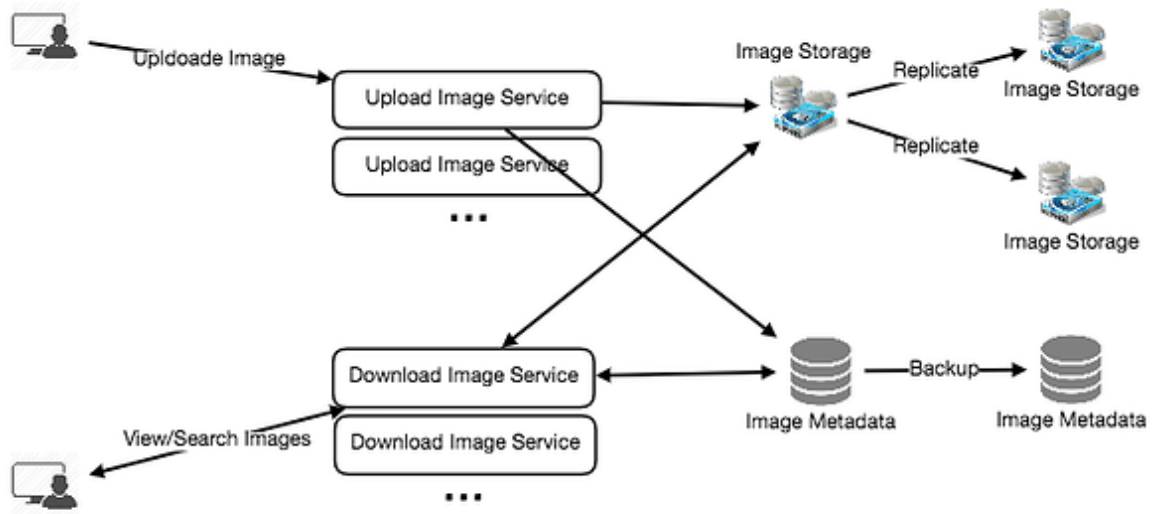 Upldoade Image
Upload Image Service
Upload Image Service
...
Image Storage
Replicate
Image Storage
Replicate
Image Storage
Download Image Service
Download Image Service
...
View/Search Images
Image Metadata
Backup
Image Metadata